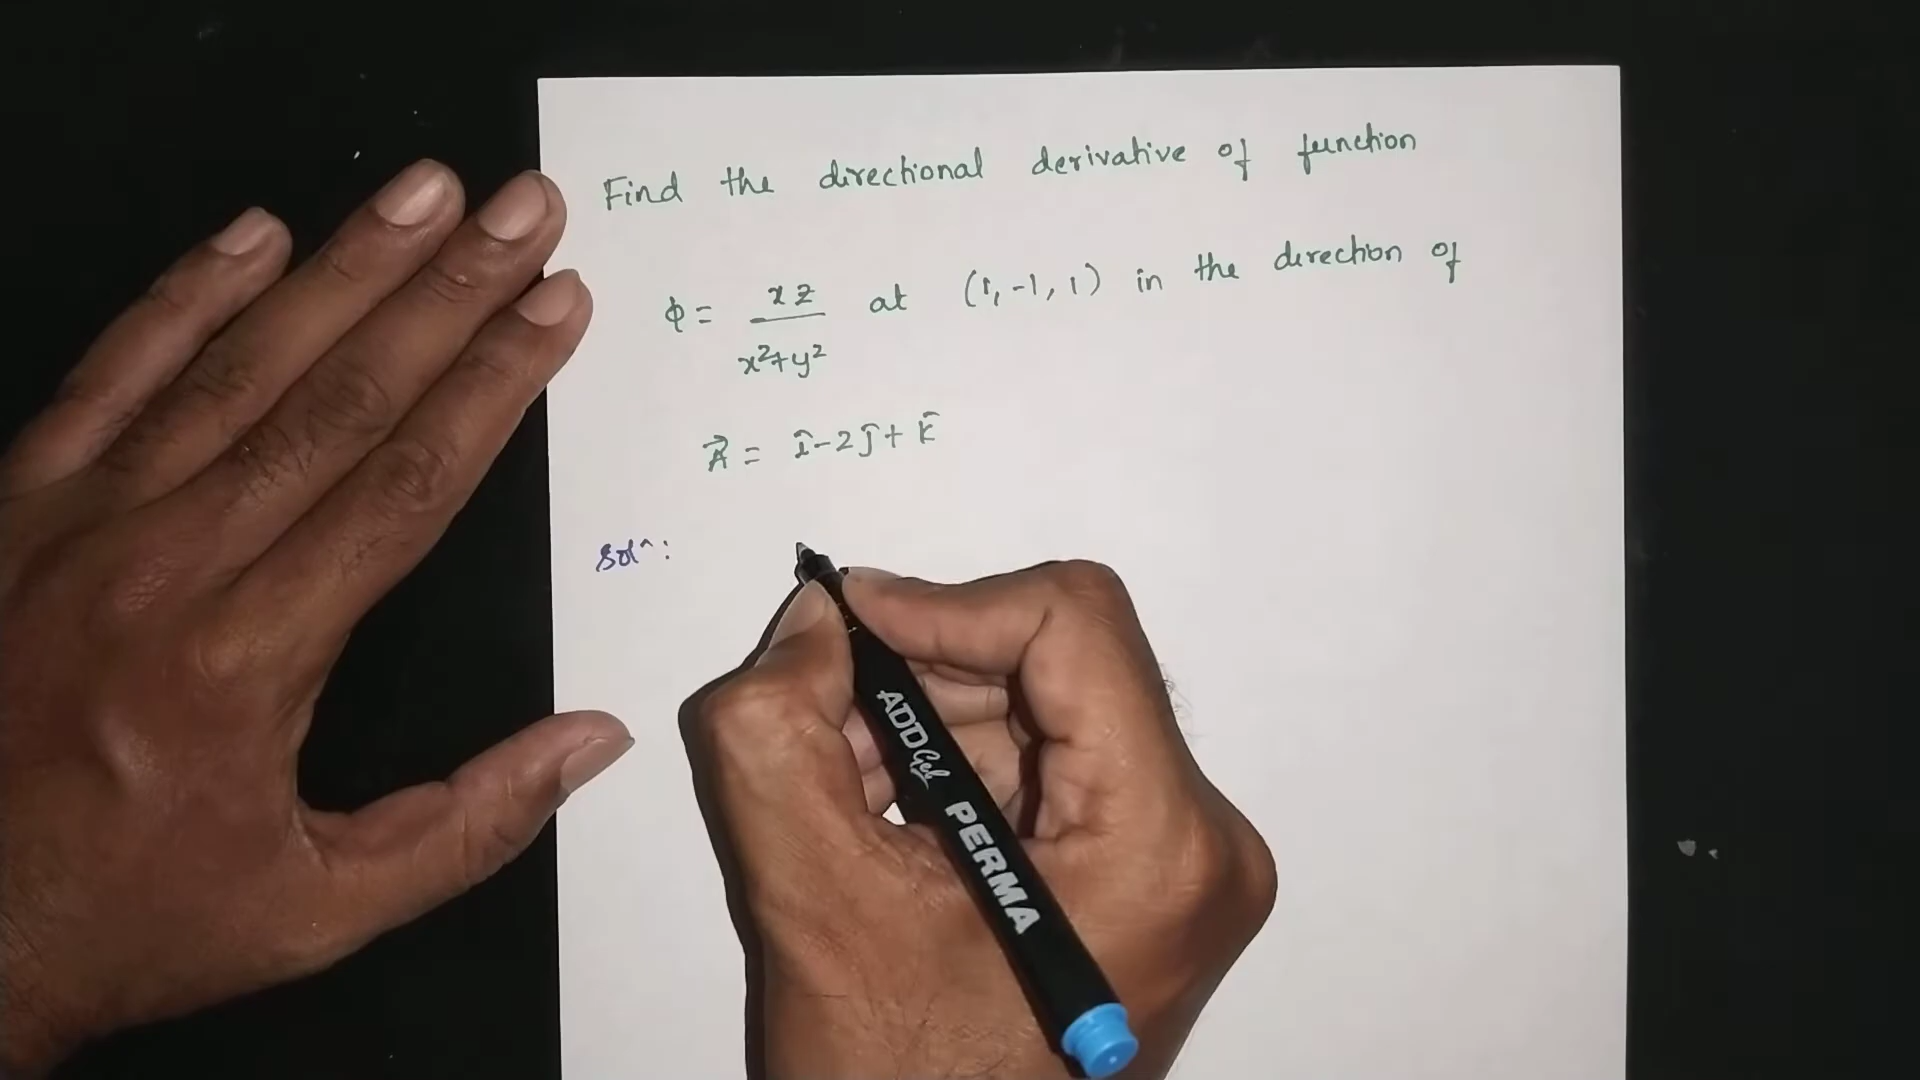 Find the directional derivative of function
ϕ = xz / x²+y² at (1, -1, 1) in the direction of
A⃗ = î-2ĵ+k̂
Solⁿ:
ADD Gel PERMA